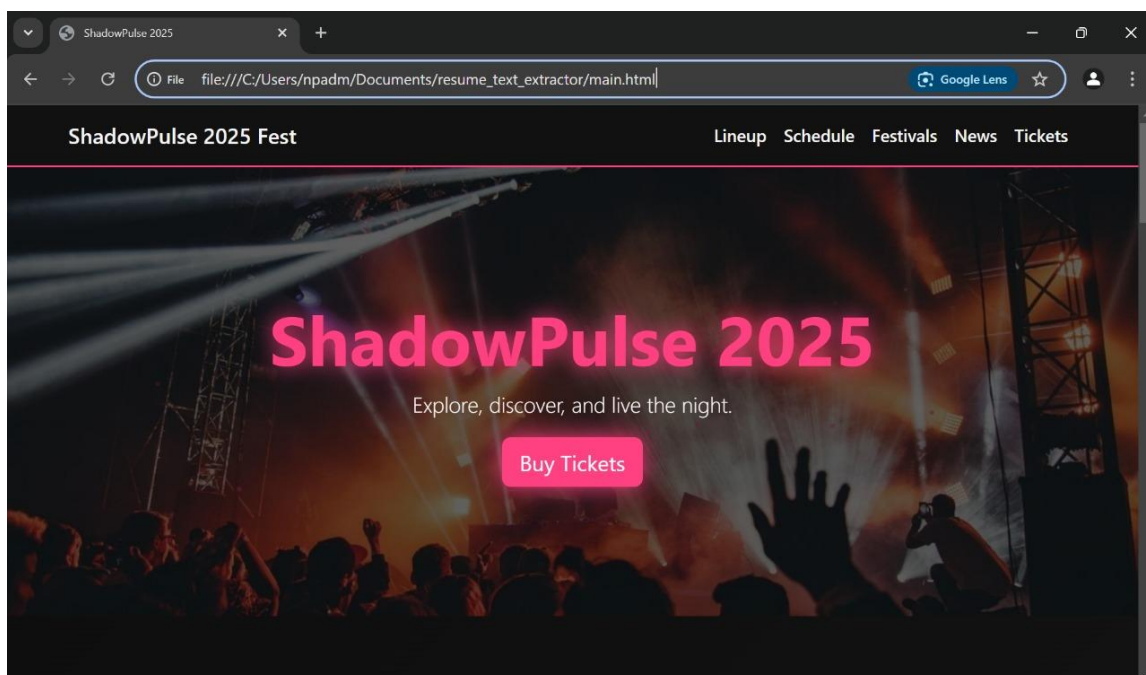 ShadowPulse 2025
File file:///C:/Users/npadm/Documents/resume_text_extractor/main.html Google Lens
ShadowPulse 2025 Fest Lineup Schedule Festivals News Tickets
ShadowPulse 2025
Explore, discover, and live the night.
Buy Tickets